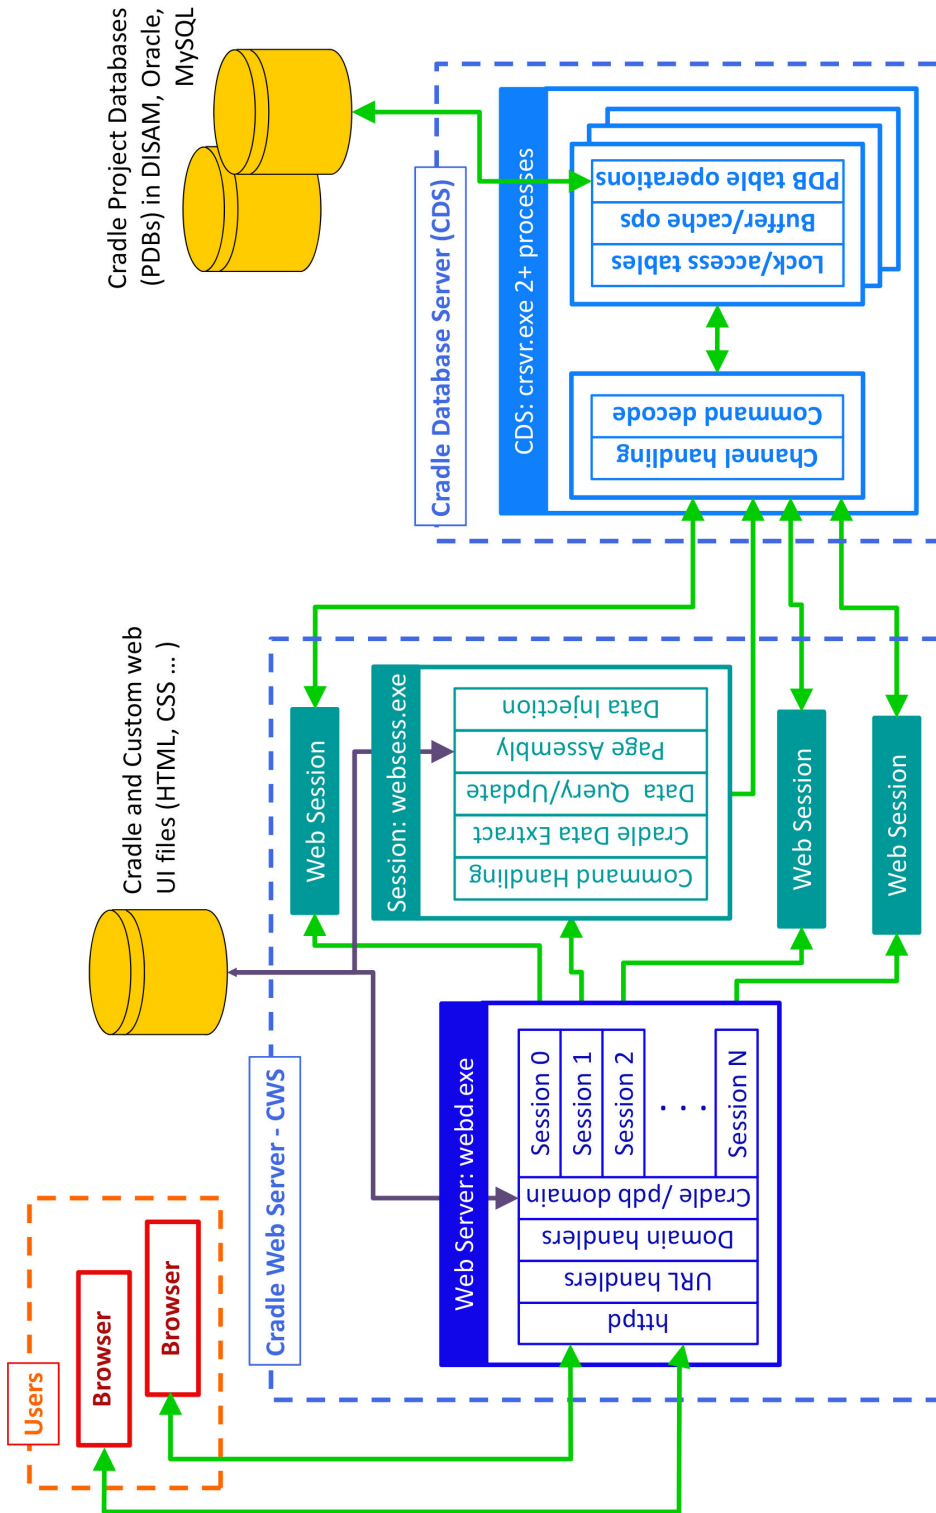 Users
Browser
Browser
Cradle Web Server - CWS
Web Server: webd.exe
httpd
URL handlers
Domain handlers
Cradle /pdb domain
Session 0
Session 1
Session 2
. . .
Session N
Cradle and Custom web
UI files (HTML, CSS ... )
Web Session
Session: websess.exe
Command Handling
Cradle Data Extract
Data Query/Update
Page Assembly
Data Injection
Web Session
Web Session
Cradle Project Databases
(PDBs) in DISAM, Oracle,
MySQL
Cradle Database Server (CDS)
CDS: crsvr.exe 2+ processes
Channel handling
Command decode
Lock/access tables
Buffer/cache ops
PDB table operations